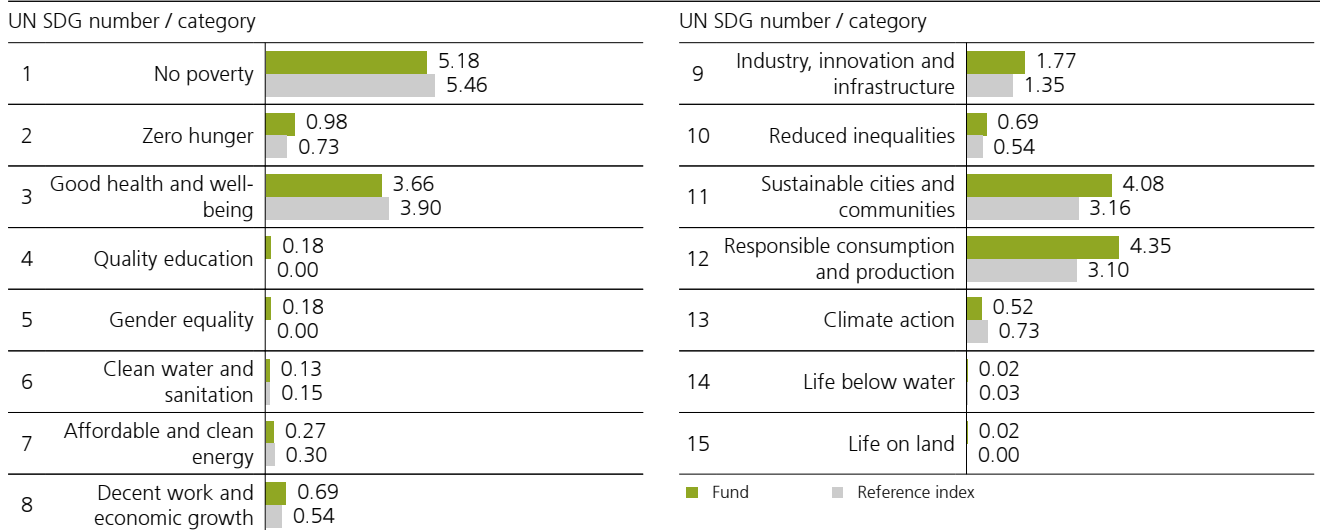 UN SDG number / category
1
No poverty
5.18
5.46
2
Zero hunger
0.98
0.73
3
Good health and well-
being
3.66
3.90
4
Quality education
0.18
0.00
5
Gender equality
0.18
0.00
6
Clean water and
sanitation
0.13
0.15
7
Affordable and clean
energy
0.27
0.30
8
Decent work and
economic growth
0.69
0.54
UN SDG number / category
9
Industry, innovation and
infrastructure
1.77
1.35
10
Reduced inequalities
0.69
0.54
11
Sustainable cities and
communities
4.08
3.16
12
Responsible consumption
and production
4.35
3.10
13
Climate action
0.52
0.73
14
Life below water
0.02
0.03
15
Life on land
0.02
0.00
Fund
Reference index